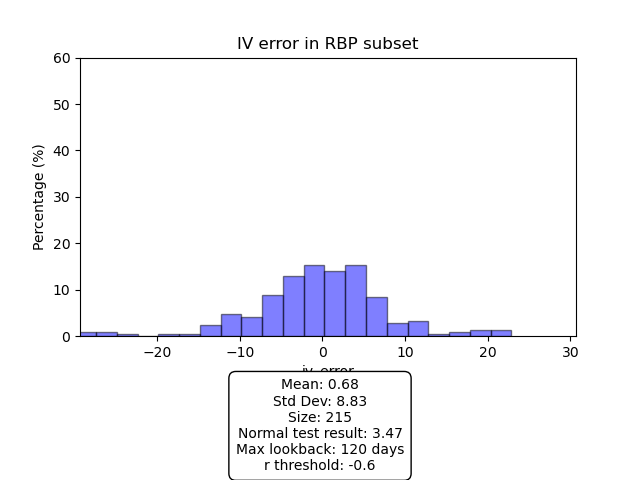 IV error in RBP subset
60
50
40
30
20
10
0
Percentage (%)
−20
−10
0
10
20
30
iv_error
Mean: 0.68
Std Dev: 8.83
Size: 215
Normal test result: 3.47
Max lookback: 120 days
r threshold: -0.6